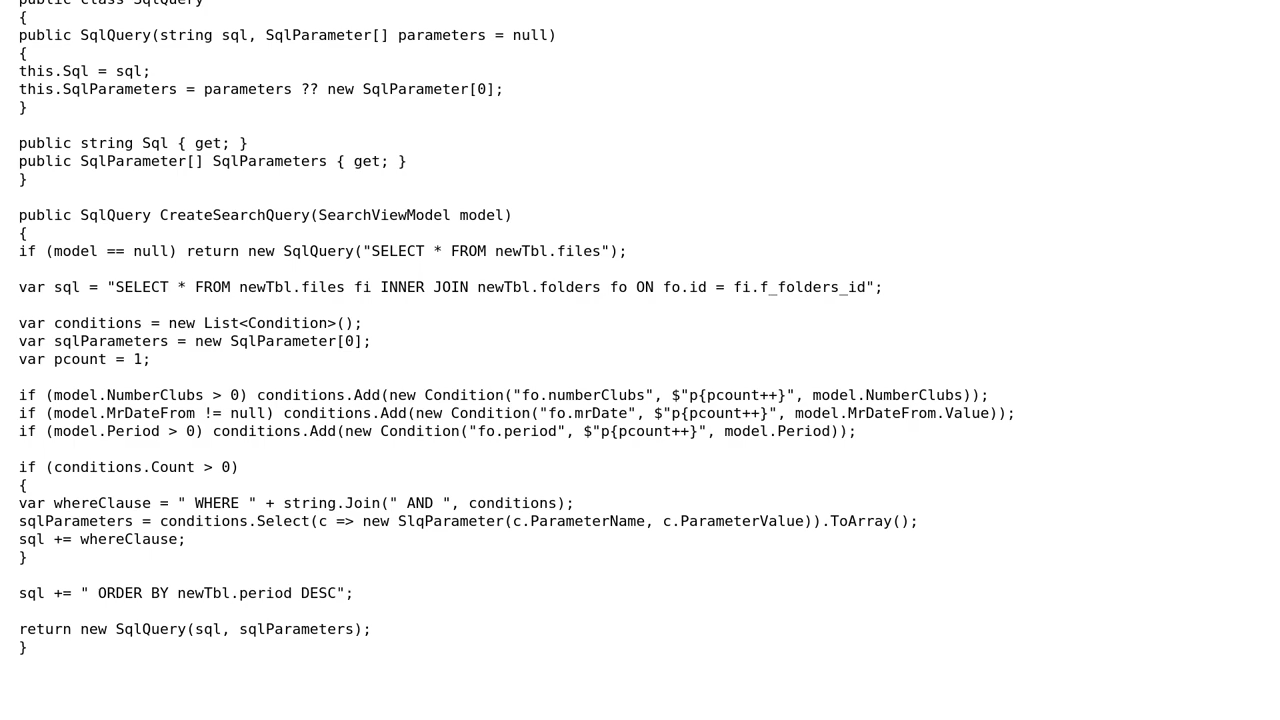 public class SqlQuery
{
public SqlQuery(string sql, SqlParameter[] parameters = null)
{
this.Sql = sql;
this.SqlParameters = parameters ?? new SqlParameter[0];
}
public string Sql { get; }
public SqlParameter[] SqlParameters { get; }
}
public SqlQuery CreateSearchQuery(SearchViewModel model)
{
if (model == null) return new SqlQuery("SELECT * FROM newTbl.files");
var sql = "SELECT * FROM newTbl.files fi INNER JOIN newTbl.folders fo ON fo.id = fi.f_folders_id";
var conditions = new List<Condition>();
var sqlParameters = new SqlParameter[0];
var pcount = 1;
if (model.NumberClubs > 0) conditions.Add(new Condition("fo.numberClubs", $"p{pcount++}", model.NumberClubs));
if (model.MrDateFrom != null) conditions.Add(new Condition("fo.mrDate", $"p{pcount++}", model.MrDateFrom.Value));
if (model.Period > 0) conditions.Add(new Condition("fo.period", $"p{pcount++}", model.Period));
if (conditions.Count > 0)
{
var whereClause = " WHERE " + string.Join(" AND ", conditions);
sqlParameters = conditions.Select(c => new SlqParameter(c.ParameterName, c.ParameterValue)).ToArray();
sql += whereClause;
}
sql += " ORDER BY newTbl.period DESC";
return new SqlQuery(sql, sqlParameters);
}